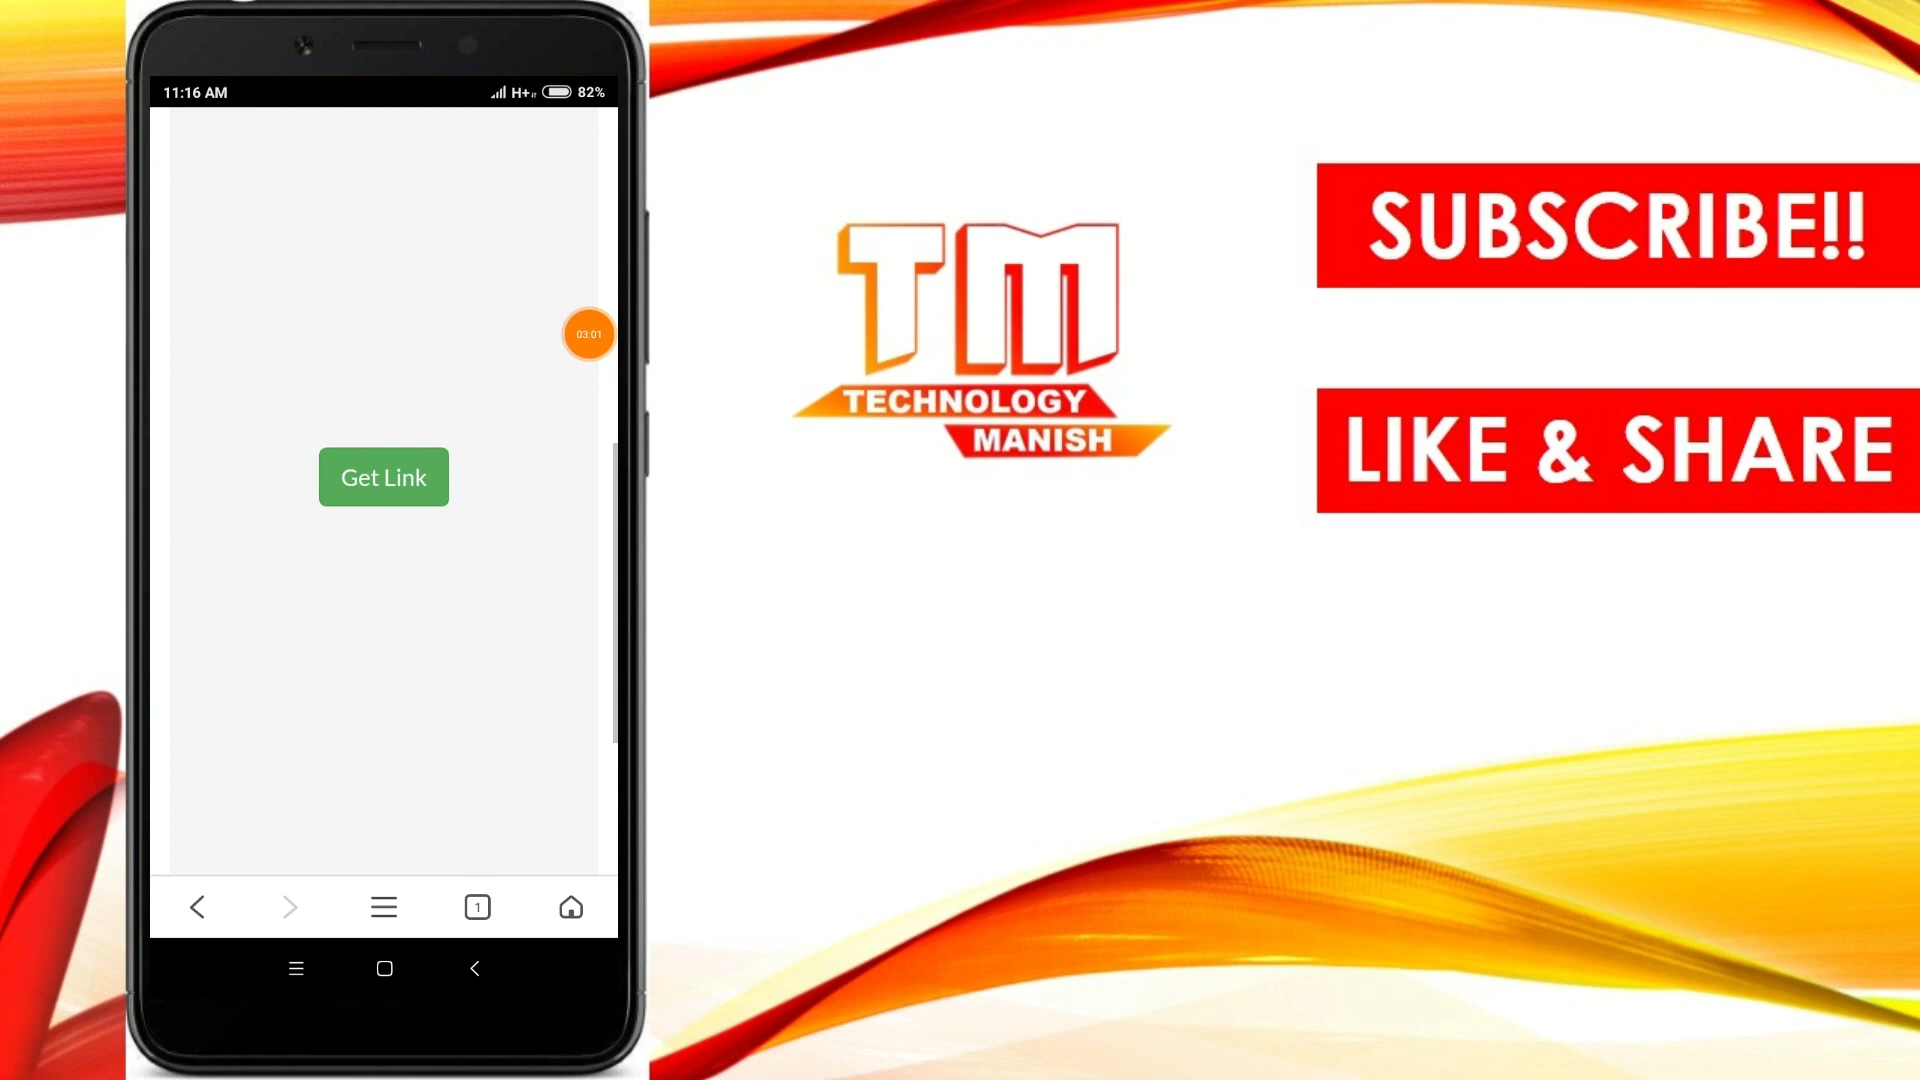 11:16 AM
H+
82%
03:01
Get Link
1
TM
TECHNOLOGY
MANISH
SUBSCRIBE!!
LIKE & SHARE